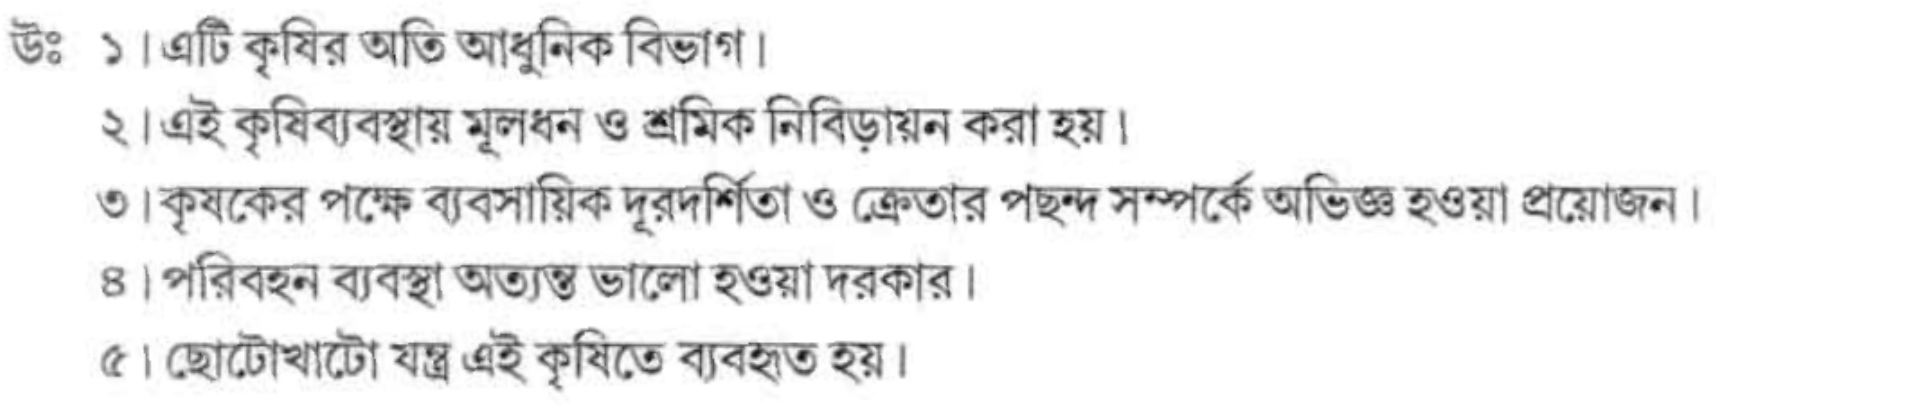 উঃ ১। এটি কৃষির অতি আধুনিক বিভাগ।
২। এই কৃষিব্যবস্থায় মূলধন ও শ্রমিক নিবিড়ায়ন করা হয়।
৩। কৃষকের পক্ষে ব্যবসায়িক দূরদর্শিতা ও ক্রেতার পছন্দ সম্পর্কে অভিজ্ঞ হওয়া প্রয়োজন।
৪। পরিবহন ব্যবস্থা অত্যন্ত ভালো হওয়া দরকার।
৫। ছোটোখাটো যন্ত্র এই কৃষিতে ব্যবহৃত হয়।